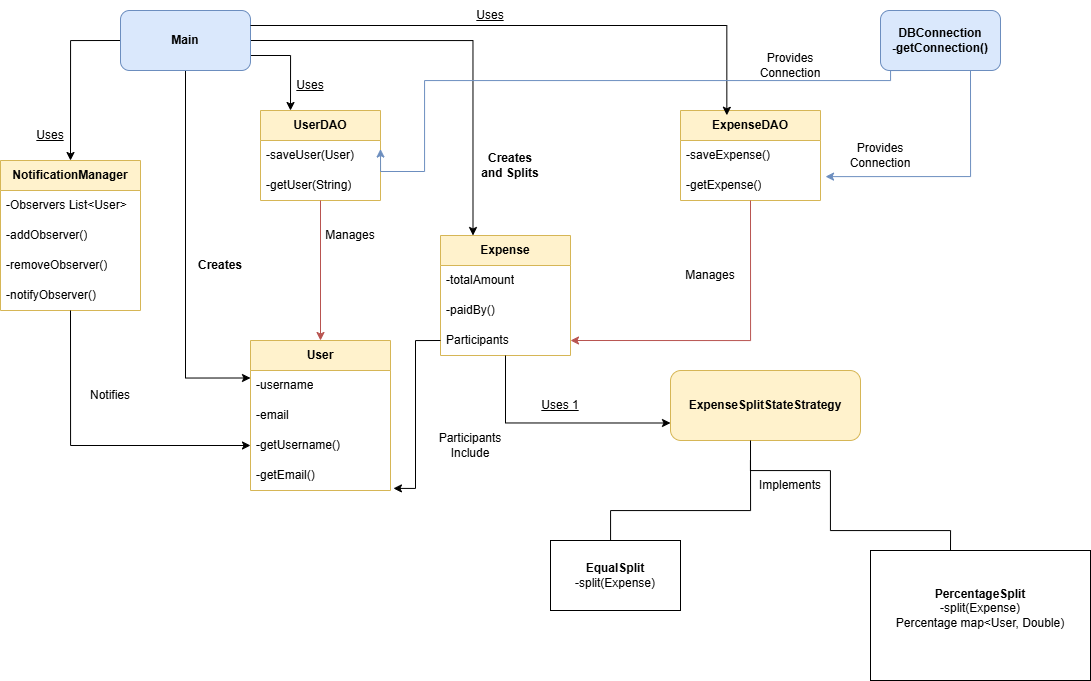 Uses
Main
DBConnection
-getConnection()
Provides
Connection
Uses
Uses
UserDAO
-saveUser(User)
-getUser(String)
ExpenseDAO
-saveExpense()
-getExpense()
Provides
Connection
Creates
and Splits
NotificationManager
-Observers List<User>
-addObserver()
-removeObserver()
-notifyObserver()
Manages
Creates
Expense
-totalAmount
-paidBy()
Participants
Manages
User
-username
-email
-getUsername()
-getEmail()
Notifies
Uses 1
ExpenseSplitStateStrategy
Participants
Include
Implements
EqualSplit
-split(Expense)
PercentageSplit
-split(Expense)
Percentage map<User, Double)